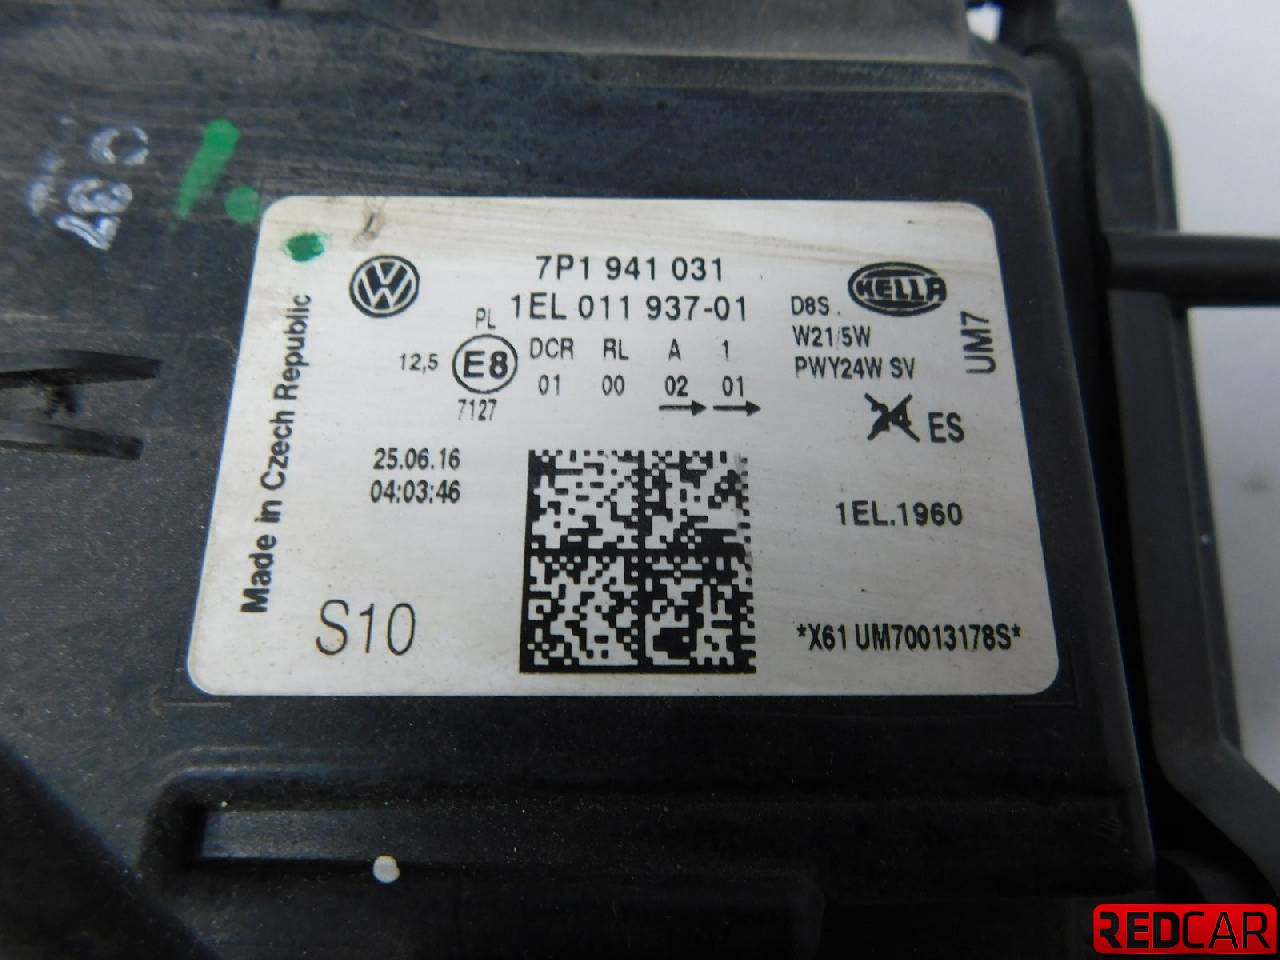 7P1 941 031
1EL 011 937-01
HELLA
D8S
W21/5W
PWY24W SV
UM7
PL
12,5
E8
7127
DCR RL A 1
01 00 02 01
24 ES
25.06.16
04:03:46
Made in Czech Republic
1EL.1960
S10
*X61 UM70013178S*
REDCAR